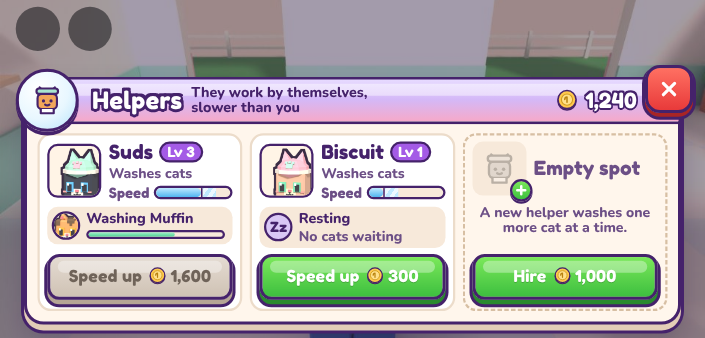 Helpers
They work by themselves,
slower than you
1,240
Suds Lv 3
Washes cats
Speed
Washing Muffin
Speed up 1,600
Biscuit Lv 1
Washes cats
Speed
Zz
Resting
No cats waiting
Speed up 300
Empty spot
A new helper washes one
more cat at a time.
Hire 1,000